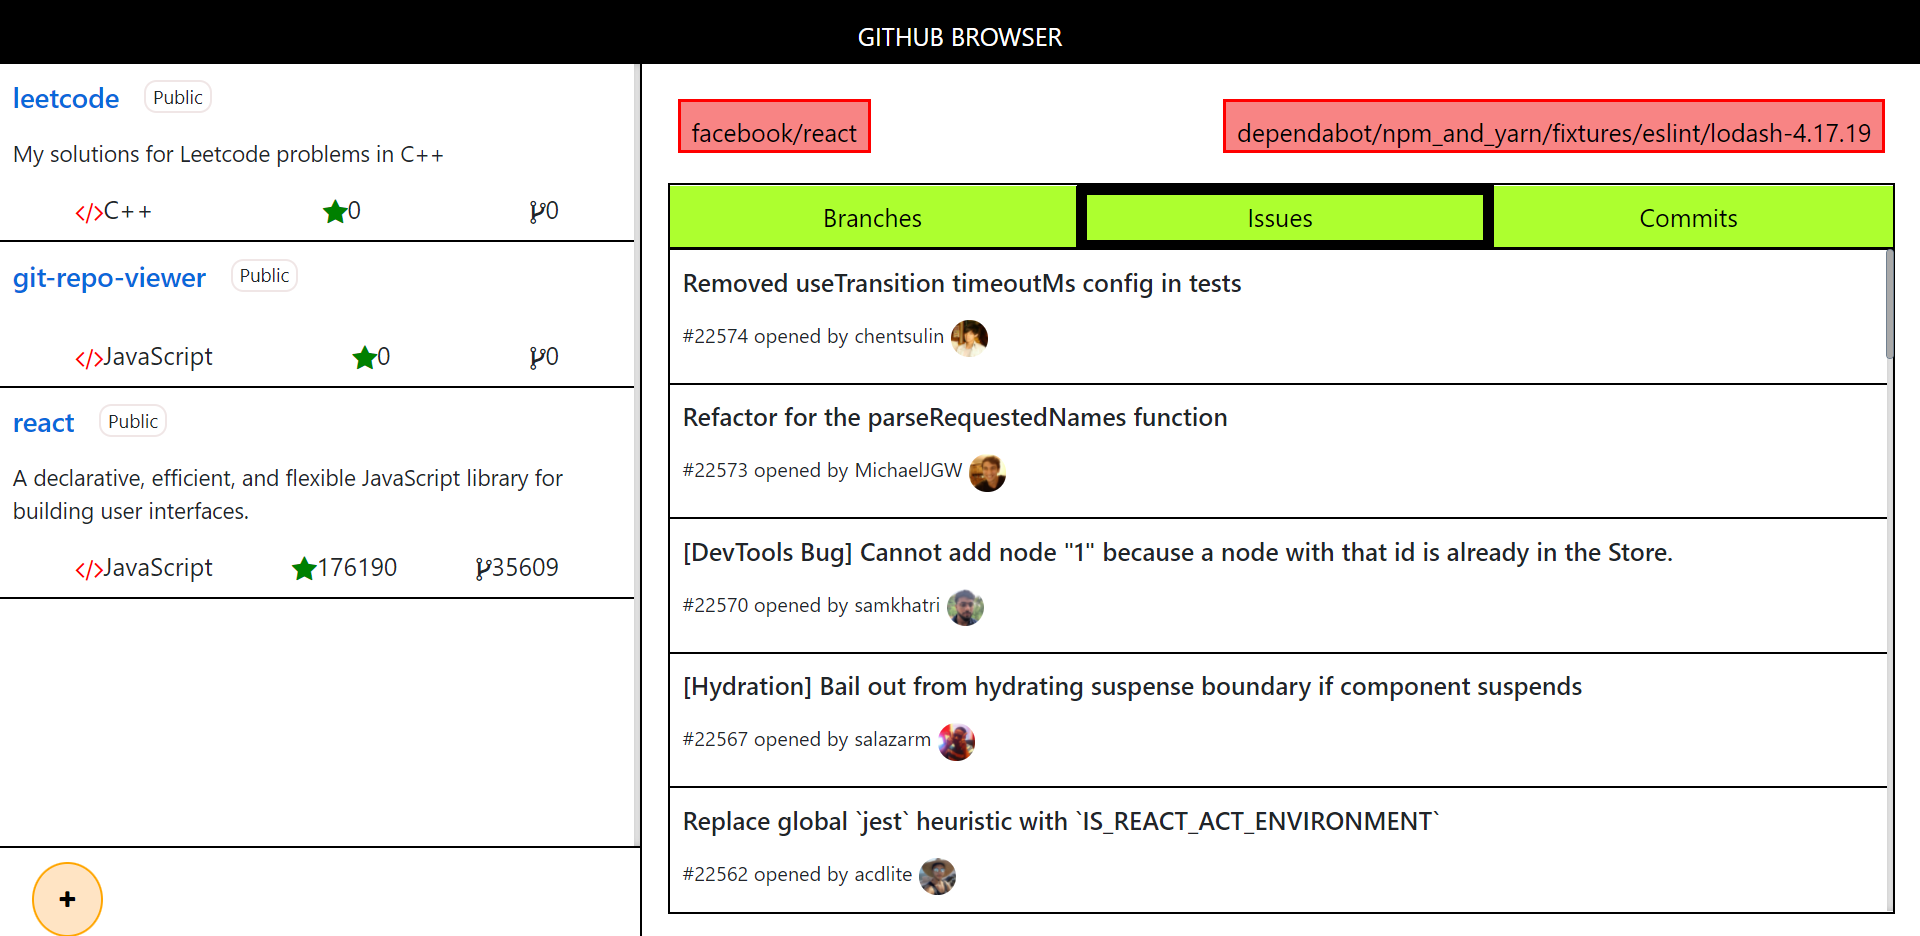 GITHUB BROWSER
leetcode Public
My solutions for Leetcode problems in C++
</>C++ 0 0
git-repo-viewer Public
</>JavaScript 0 0
react Public
A declarative, efficient, and flexible JavaScript library for
building user interfaces.
</>JavaScript 176190 35609
+
facebook/react dependabot/npm_and_yarn/fixtures/eslint/lodash-4.17.19
Branches Issues Commits
Removed useTransition timeoutMs config in tests
#22574 opened by chentsulin
Refactor for the parseRequestedNames function
#22573 opened by MichaelJGW
[DevTools Bug] Cannot add node "1" because a node with that id is already in the Store.
#22570 opened by samkhatri
[Hydration] Bail out from hydrating suspense boundary if component suspends
#22567 opened by salazarm
Replace global `jest` heuristic with `IS_REACT_ACT_ENVIRONMENT`
#22562 opened by acdlite